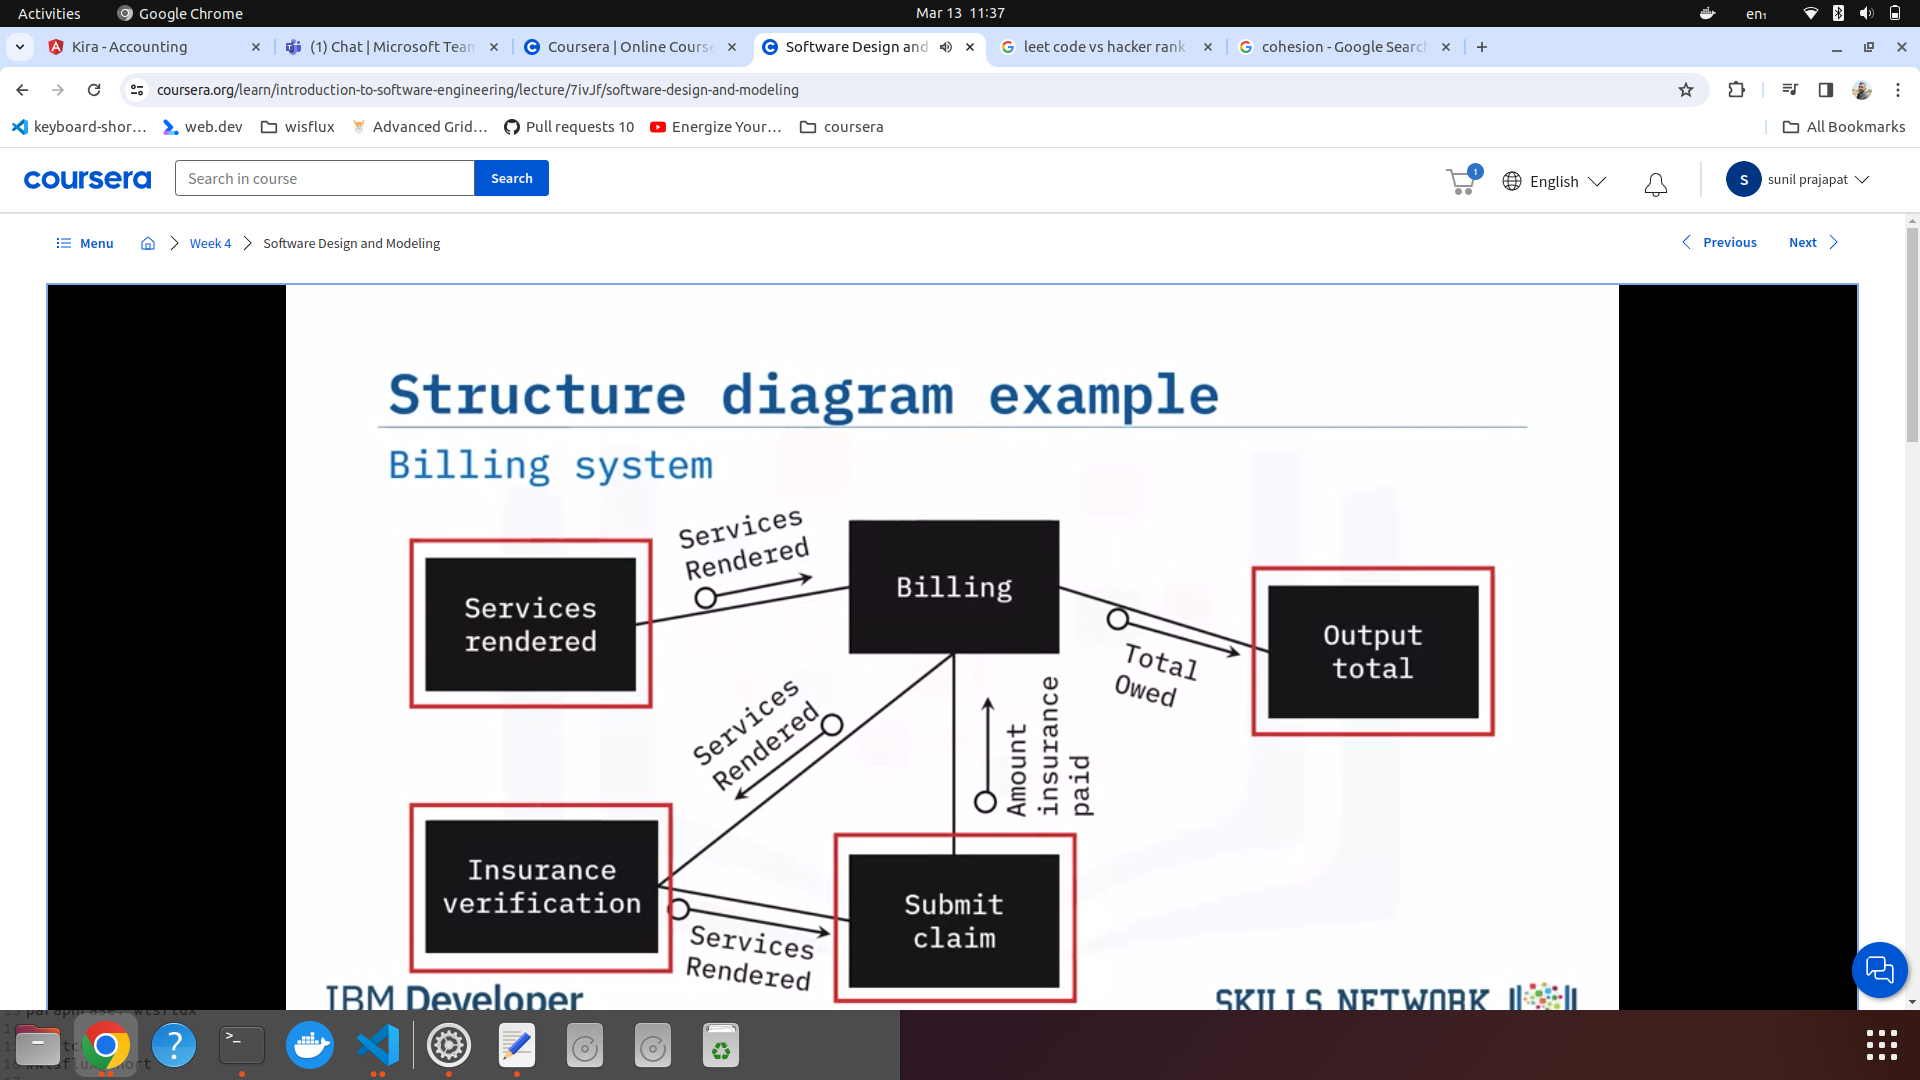 Activities
Google Chrome
Mar 13 11:37
en₁
Kira - Accounting
(1) Chat | Microsoft Team
Coursera | Online Course
Software Design and
leet code vs hacker rank
cohesion - Google Search
coursera.org/learn/introduction-to-software-engineering/lecture/7ivJf/software-design-and-modeling
keyboard-shor...
web.dev
wisflux
Advanced Grid...
Pull requests 10
Energize Your...
coursera
All Bookmarks
coursera
Search in course
Search
1
English
S
sunil prajapat
Menu
Week 4
Software Design and Modeling
Previous
Next
Structure diagram example
Billing system
Services
Rendered
Billing
Services
rendered
Output
total
Total
Owed
Services
Rendered
Amount
insurance
paid
Insurance
verification
Submit
claim
Services
Rendered
IBM Developer
SKILLS NETWORK